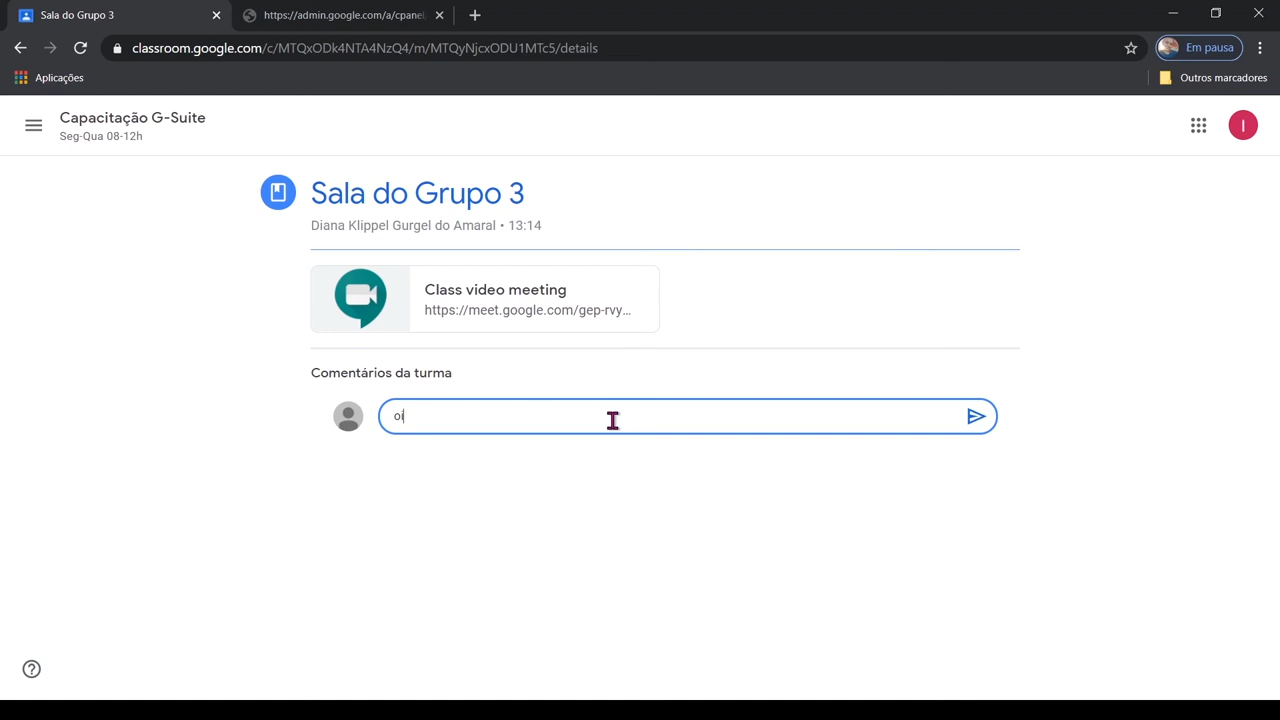 Sala do Grupo 3
https://admin.google.com/a/cpanel
classroom.google.com/c/MTQxODk4NTA4NzQ4/m/MTQyNjcxODU1MTc5/details
Em pausa
Aplicações
Outros marcadores
Capacitação G-Suite
Seg-Qua 08-12h
I
Sala do Grupo 3
Diana Klippel Gurgel do Amaral • 13:14
Class video meeting
https://meet.google.com/gep-rvy...
Comentários da turma
oi